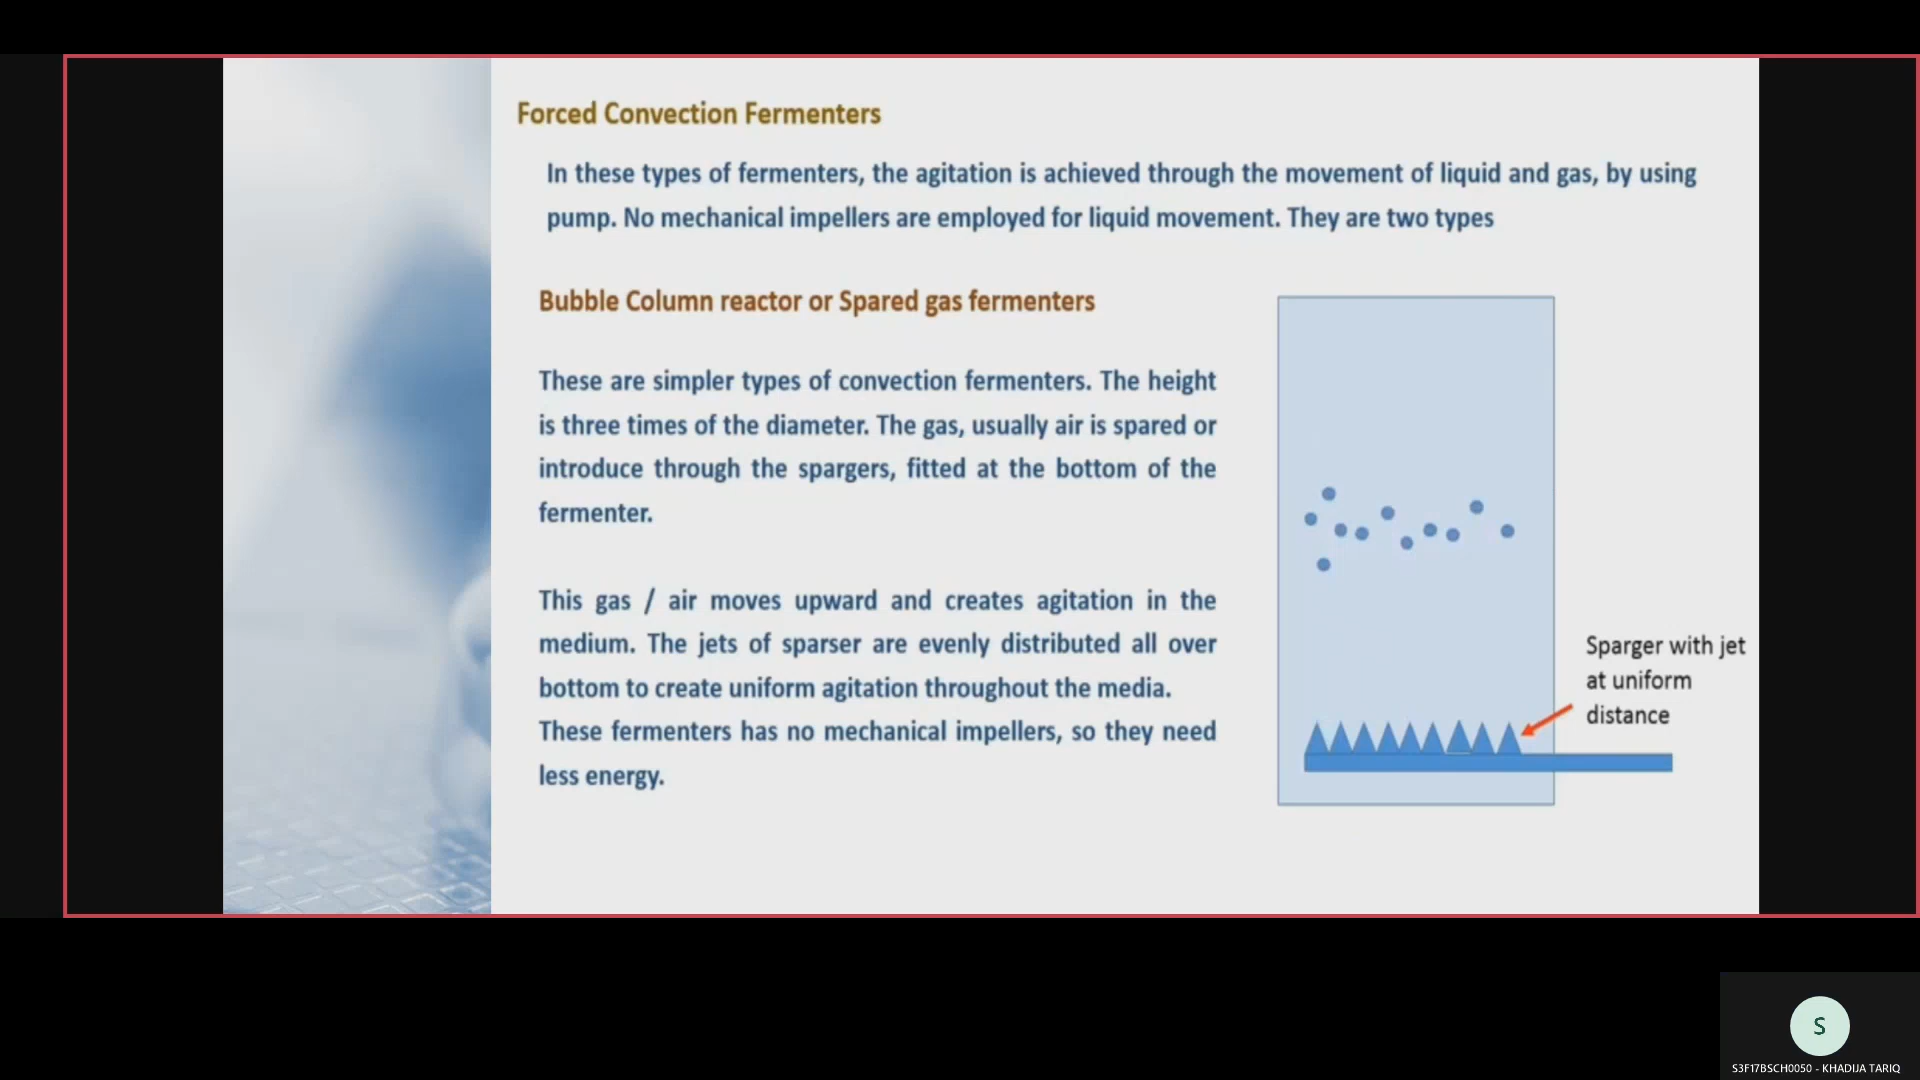 Forced Convection Fermenters
In these types of fermenters, the agitation is achieved through the movement of liquid and gas, by using
pump. No mechanical impellers are employed for liquid movement. They are two types
Bubble Column reactor or Spared gas fermenters
These are simpler types of convection fermenters. The height
is three times of the diameter. The gas, usually air is spared or
introduce through the spargers, fitted at the bottom of the
fermenter.
This gas / air moves upward and creates agitation in the
medium. The jets of sparser are evenly distributed all over
bottom to create uniform agitation throughout the media.
These fermenters has no mechanical impellers, so they need
less energy.
Sparger with jet
at uniform
distance
S
S3F17BSCH0050 - KHADIJA TARIQ